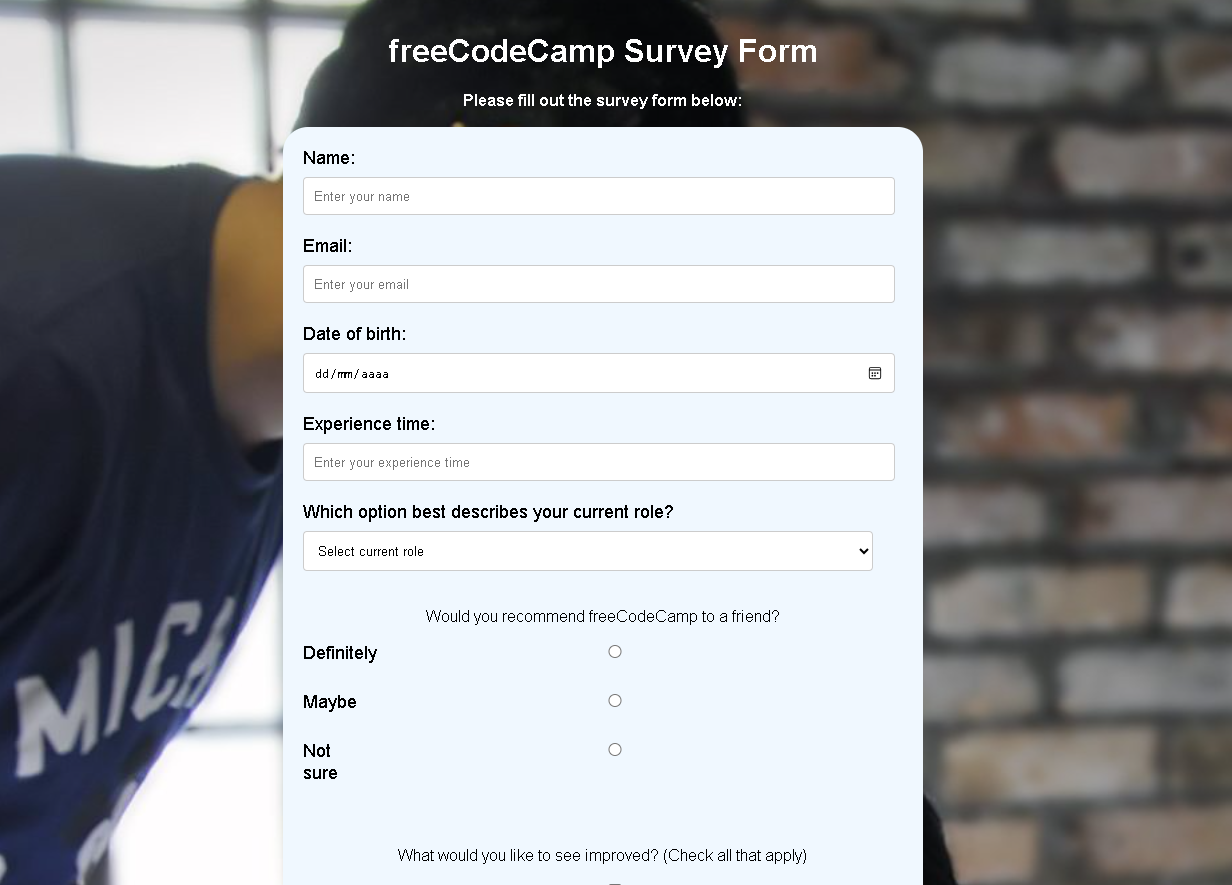 freeCodeCamp Survey Form
Please fill out the survey form below:
Name:
Enter your name
Email:
Enter your email
Date of birth:
dd/mm/aaaa
Experience time:
Enter your experience time
Which option best describes your current role?
Select current role
Would you recommend freeCodeCamp to a friend?
Definitely
Maybe
Not
sure
What would you like to see improved? (Check all that apply)